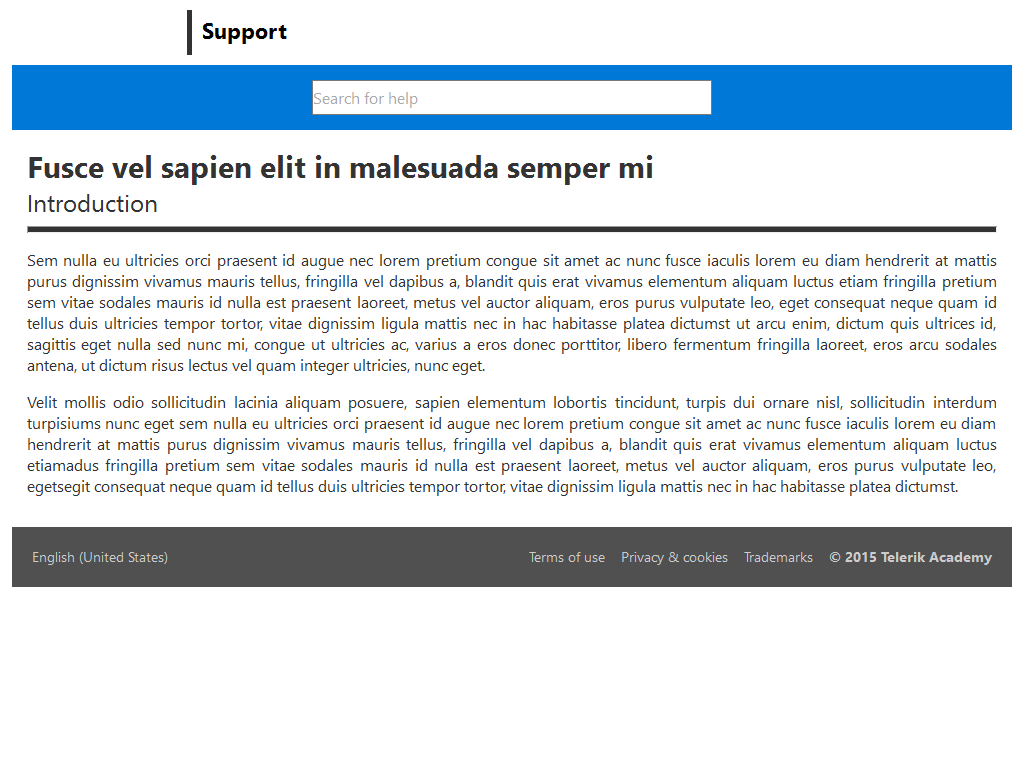 Support
Search for help
Fusce vel sapien elit in malesuada semper mi
Introduction
Sem nulla eu ultricies orci praesent id augue nec lorem pretium congue sit amet ac nunc fusce iaculis lorem eu diam hendrerit at mattis
purus dignissim vivamus mauris tellus, fringilla vel dapibus a, blandit quis erat vivamus elementum aliquam luctus etiam fringilla pretium
sem vitae sodales mauris id nulla est praesent laoreet, metus vel auctor aliquam, eros purus vulputate leo, eget consequat neque quam id
tellus duis ultricies tempor tortor, vitae dignissim ligula mattis nec in hac habitasse platea dictumst ut arcu enim, dictum quis ultrices id,
sagittis eget nulla sed nunc mi, congue ut ultricies ac, varius a eros donec porttitor, libero fermentum fringilla laoreet, eros arcu sodales
antena, ut dictum risus lectus vel quam integer ultricies, nunc eget.
Velit mollis odio sollicitudin lacinia aliquam posuere, sapien elementum lobortis tincidunt, turpis dui ornare nisl, sollicitudin interdum
turpisiums nunc eget sem nulla eu ultricies orci praesent id augue nec lorem pretium congue sit amet ac nunc fusce iaculis lorem eu diam
hendrerit at mattis purus dignissim vivamus mauris tellus, fringilla vel dapibus a, blandit quis erat vivamus elementum aliquam luctus
etiamadus fringilla pretium sem vitae sodales mauris id nulla est praesent laoreet, metus vel auctor aliquam, eros purus vulputate leo,
egetsegit consequat neque quam id tellus duis ultricies tempor tortor, vitae dignissim ligula mattis nec in hac habitasse platea dictumst.
English (United States) Terms of use Privacy & cookies Trademarks © 2015 Telerik Academy